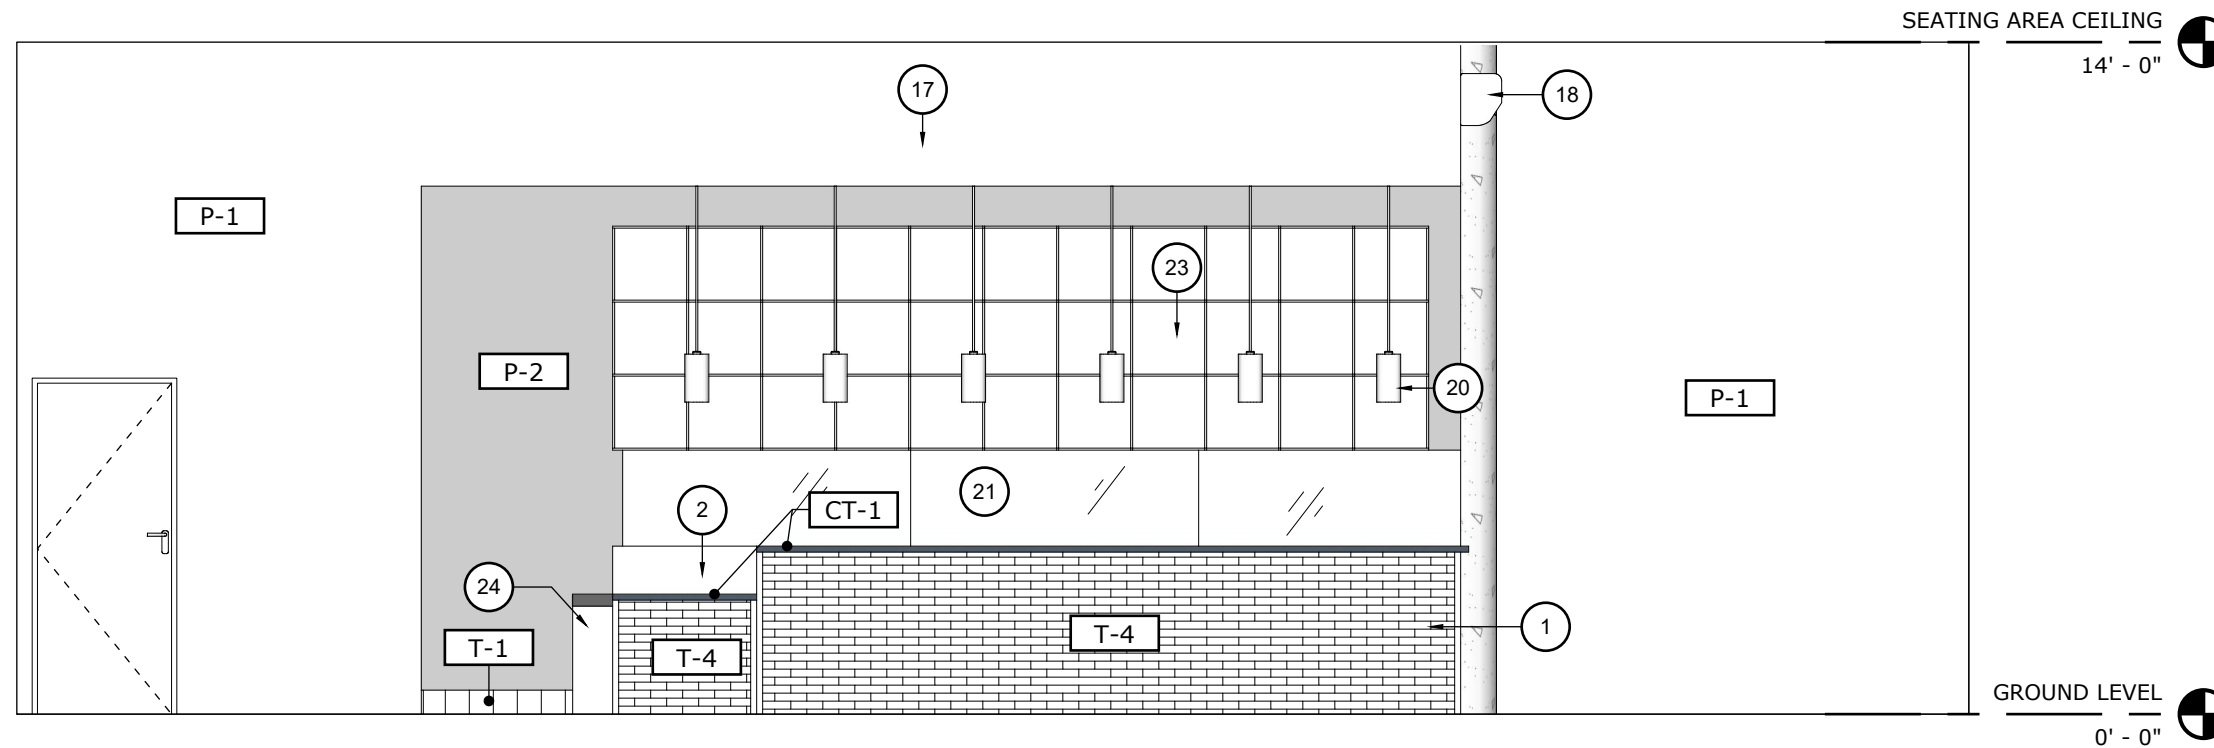 SEATING AREA CEILING
14' - 0"
17
18
P-1
23
P-2
20
P-1
21
2
CT-1
24
T-1
T-4
T-4
1
GROUND LEVEL
0' - 0"